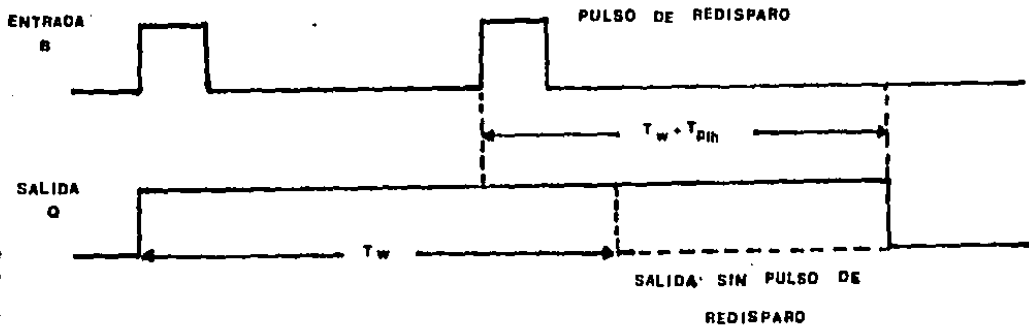 ENTRADA
B
PULSO DE REDISPARO
Tw + Tplh
SALIDA
Q
Tw
SALIDA SIN PULSO DE
REDISPARO